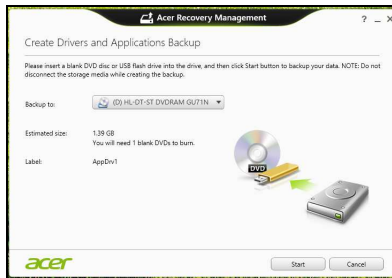 Acer Recovery Management
? _ X
Create Drivers and Applications Backup
Please insert a blank DVD disc or USB flash drive into the drive, and then click Start button to backup your data. NOTE: Do not
disconnect the storage media while creating the backup.
Backup to:
(D) HL-DT-ST DVDRAM GU71N
Estimated size:
1.39 GB
You will need 1 blank DVDs to burn.
Label:
AppDrv1
DVD
acer
Start
Cancel